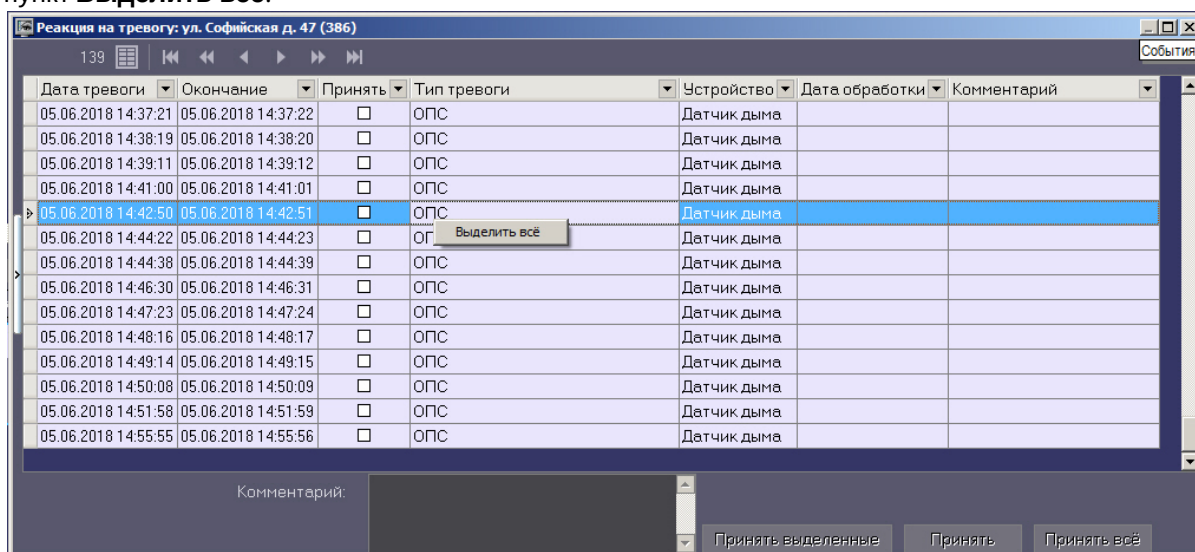 пункт Выделить всё.
Реакция на тревогу: ул. Софийская д. 47 (386)
139
События
Дата тревоги Окончание Принять Тип тревоги Устройство Дата обработки Комментарий
05.06.2018 14:37:21 05.06.2018 14:37:22 ОПС Датчик дыма
05.06.2018 14:38:19 05.06.2018 14:38:20 ОПС Датчик дыма
05.06.2018 14:39:11 05.06.2018 14:39:12 ОПС Датчик дыма
05.06.2018 14:41:00 05.06.2018 14:41:01 ОПС Датчик дыма
05.06.2018 14:42:50 05.06.2018 14:42:51 ОПС Датчик дыма
Выделить всё
05.06.2018 14:44:22 05.06.2018 14:44:23 ОГ Датчик дыма
05.06.2018 14:44:38 05.06.2018 14:44:39 ОПС Датчик дыма
05.06.2018 14:46:30 05.06.2018 14:46:31 ОПС Датчик дыма
05.06.2018 14:47:23 05.06.2018 14:47:24 ОПС Датчик дыма
05.06.2018 14:48:16 05.06.2018 14:48:17 ОПС Датчик дыма
05.06.2018 14:49:14 05.06.2018 14:49:15 ОПС Датчик дыма
05.06.2018 14:50:08 05.06.2018 14:50:09 ОПС Датчик дыма
05.06.2018 14:51:58 05.06.2018 14:51:59 ОПС Датчик дыма
05.06.2018 14:55:55 05.06.2018 14:55:56 ОПС Датчик дыма
Комментарий:
Принять выделенные Принять Принять всё